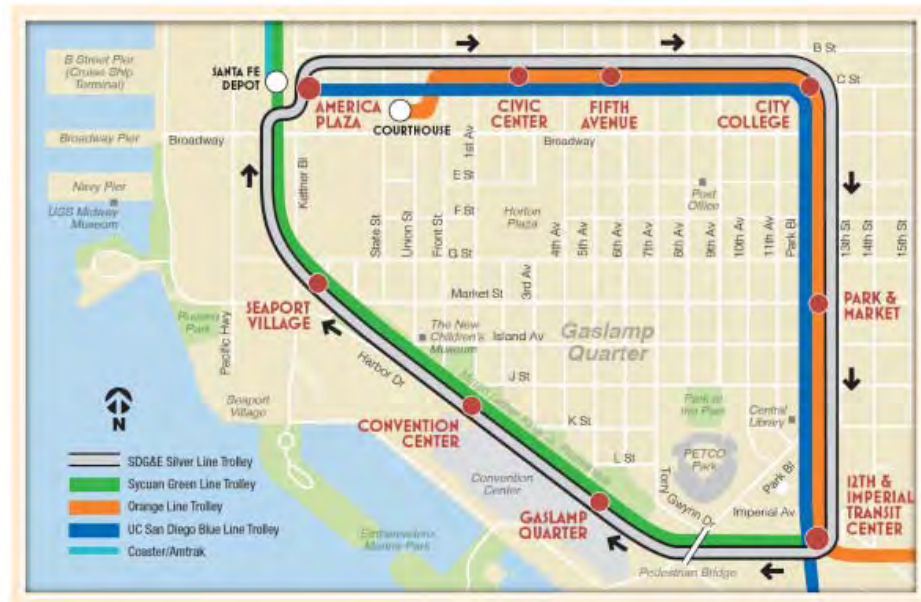 B St
B Street Pier
(Cruise Ship
Terminal)
SANTA FE
DEPOT
C St
AMERICA
PLAZA
COURTHOUSE
CIVIC
CENTER
FIFTH
AVENUE
CITY
COLLEGE
Broadway Pier
Broadway
Broadway
1st Av
Kettner Bl
E St
Navy Pier
USS Midway
Museum
Post
Office
F St
Horton
Plaza
State St
Union St
Front St
G St
4th Av
5th Av
6th Av
7th Av
8th Av
9th Av
10th Av
11th Av
Park Bl
13th St
14th St
15th St
3rd Av
Market St
SEAPORT
VILLAGE
PARK &
MARKET
Pacific Hwy
The New
Children's
Museum
Island Av
Gaslamp
Quarter
Harbor Dr
J St
Seaport
Village
Park at
the Park
N
CONVENTION
CENTER
K St
Central
Library
L St
PETCO
Park
Park Bl
SDG&E Silver Line Trolley
Sycuan Green Line Trolley
Orange Line Trolley
UC San Diego Blue Line Trolley
Coaster/Amtrak
Convention
Center
Tony Gwynn Dr
12TH &
IMPERIAL
TRANSIT
CENTER
GASLAMP
QUARTER
Imperial Av
Embarcadero
Marina Park
Pedestrian Bridge